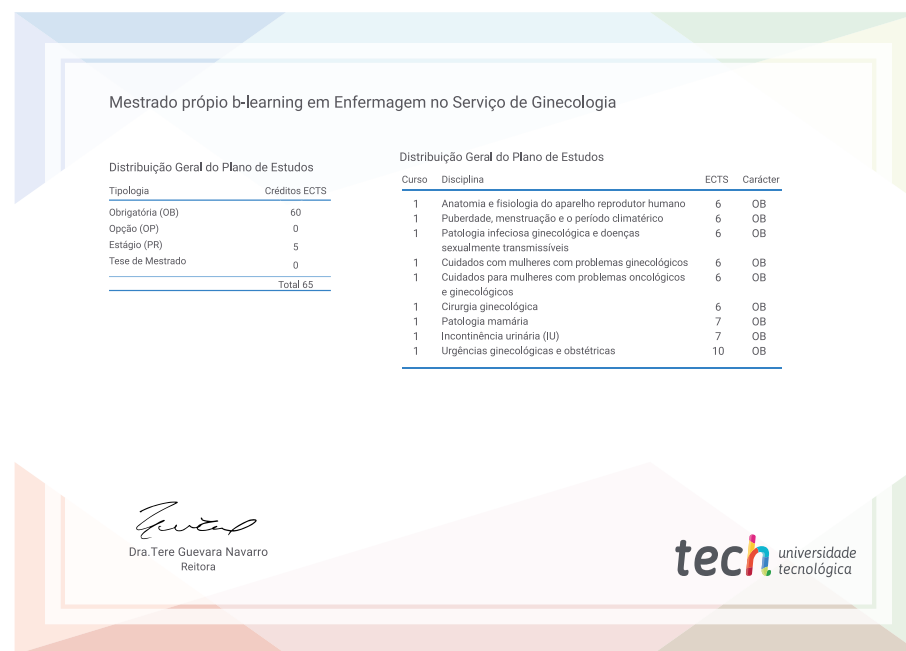 Mestrado própio b-learning em Enfermagem no Serviço de Ginecologia
Distribuição Geral do Plano de Estudos
Tipologia Créditos ECTS
Obrigatória (OB) 60
Opção (OP) 0
Estágio (PR) 5
Tese de Mestrado 0
Total 65
Distribuição Geral do Plano de Estudos
Curso Disciplina ECTS Carácter
1 Anatomia e fisiologia do aparelho reprodutor humano 6 OB
1 Puberdade, menstruação e o período climatérico 6 OB
1 Patologia infeciosa ginecológica e doenças 6 OB
sexualmente transmissíveis
1 Cuidados com mulheres com problemas ginecológicos 6 OB
1 Cuidados para mulheres com problemas oncológicos 6 OB
e ginecológicos
1 Cirurgia ginecológica 6 OB
1 Patologia mamária 7 OB
1 Incontinência urinária (IU) 7 OB
1 Urgências ginecológicas e obstétricas 10 OB
Dra.Tere Guevara Navarro
Reitora
tech universidade
tecnológica